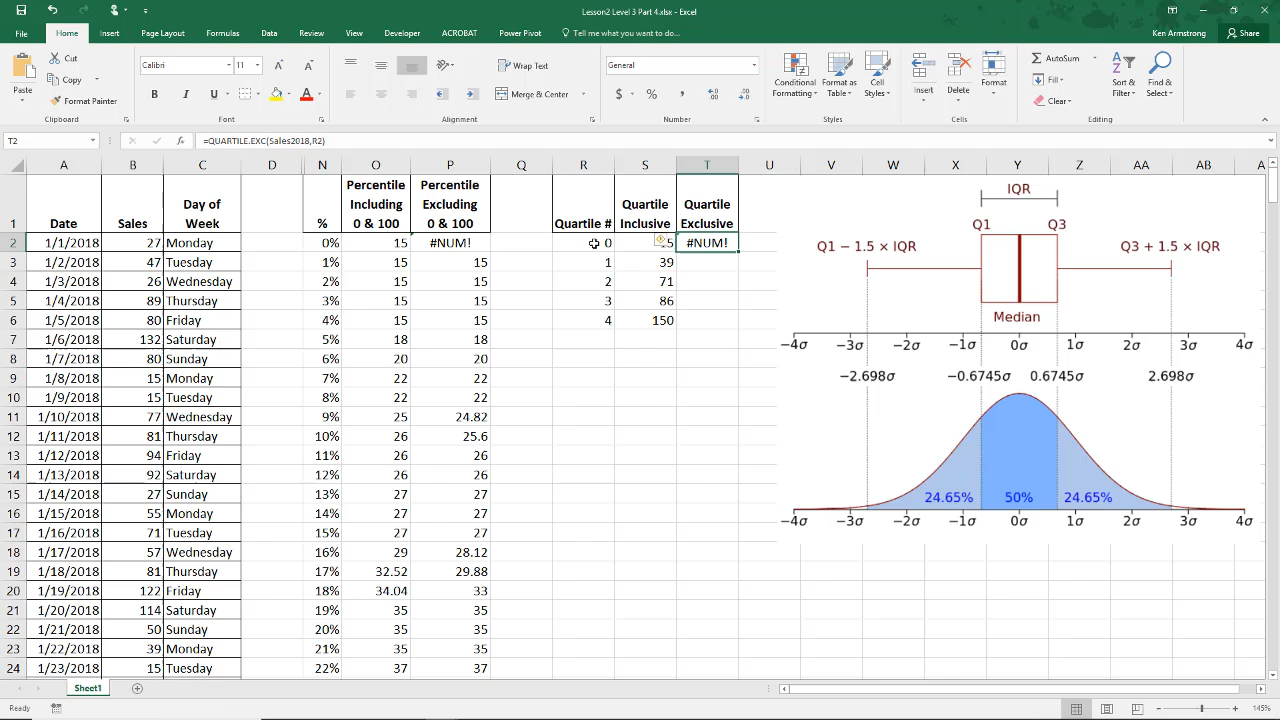 Lesson2 Level 3 Part 4.xlsx - Excel
File Home Insert Page Layout Formulas Data Review View Developer ACROBAT Power Pivot Tell me what you want to do... Ken Armstrong Share
Paste Cut Copy Format Painter
Calibri 11
B I U
Wrap Text
Merge & Center
General
$ % ,
Conditional Formatting Format as Table Cell Styles
Insert Delete Format
AutoSum Fill Clear Sort & Filter Find & Select
Clipboard Font Alignment Number Styles Cells Editing
T2 fx =QUARTILE.EXC(Sales2018,R2)
A B C D N O P Q R S T U V W X Y Z AA AB A
1 Date Sales Day of Week % Percentile Including 0 & 100 Percentile Excluding 0 & 100 Quartile # Quartile Inclusive Quartile Exclusive
2 1/1/2018 27 Monday 0% 15 #NUM! 0 5 #NUM!
3 1/2/2018 47 Tuesday 1% 15 15 1 39
4 1/3/2018 26 Wednesday 2% 15 15 2 71
5 1/4/2018 89 Thursday 3% 15 15 3 86
6 1/5/2018 80 Friday 4% 15 15 4 150
7 1/6/2018 132 Saturday 5% 18 18
8 1/7/2018 80 Sunday 6% 20 20
9 1/8/2018 15 Monday 7% 22 22
10 1/9/2018 15 Tuesday 8% 22 22
11 1/10/2018 77 Wednesday 9% 25 24.82
12 1/11/2018 81 Thursday 10% 26 25.6
13 1/12/2018 94 Friday 11% 26 26
14 1/13/2018 92 Saturday 12% 26 26
15 1/14/2018 27 Sunday 13% 27 27
16 1/15/2018 55 Monday 14% 27 27
17 1/16/2018 71 Tuesday 15% 27 27
18 1/17/2018 57 Wednesday 16% 29 28.12
19 1/18/2018 81 Thursday 17% 32.52 29.88
20 1/19/2018 122 Friday 18% 34.04 33
21 1/20/2018 114 Saturday 19% 35 35
22 1/21/2018 50 Sunday 20% 35 35
23 1/22/2018 39 Monday 21% 35 35
24 1/23/2018 15 Tuesday 22% 37 37
IQR
Q1 Q3
Q1 − 1.5 × IQR Q3 + 1.5 × IQR
Median
−4σ −3σ −2σ −1σ 0σ 1σ 2σ 3σ 4σ
−2.698σ −0.6745σ 0.6745σ 2.698σ
24.65% 50% 24.65%
−4σ −3σ −2σ −1σ 0σ 1σ 2σ 3σ 4σ
Sheet1
Ready 145%